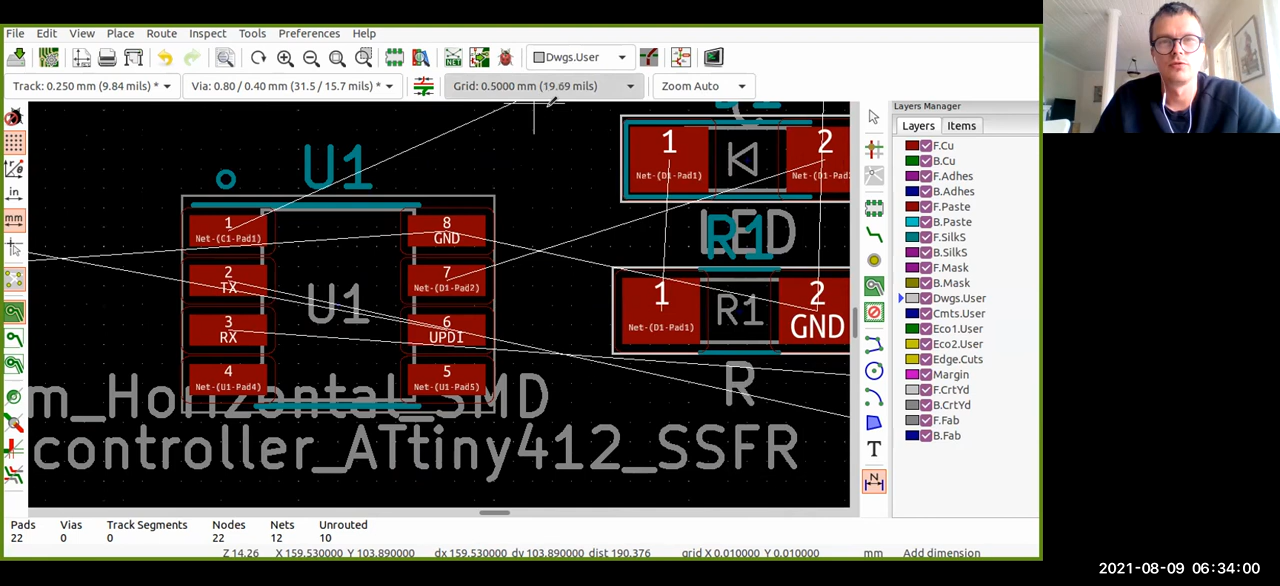 File Edit View Place Route Inspect Tools Preferences Help
Dwgs.User
Track: 0.250 mm (9.84 mils) * Via: 0.80 / 0.40 mm (31.5 / 15.7 mils) * Grid: 0.5000 mm (19.69 mils) Zoom Auto
Layers Manager
Layers Items
F.Cu
B.Cu
F.Adhes
B.Adhes
F.Paste
B.Paste
F.SilkS
B.SilkS
F.Mask
B.Mask
Dwgs.User
Cmts.User
Eco1.User
Eco2.User
Edge.Cuts
Margin
F.CrtYd
B.CrtYd
F.Fab
B.Fab
in
mm
T
N
U1
1
Net-(C1-Pad1)
2
TX
3
RX
4
Net-(U1-Pad4)
8
GND
7
Net-(D1-Pad2)
6
UPDI
5
Net-(U1-Pad5)
U1
1
Net-(D1-Pad1)
2
LED
R1
1
Net-(D1-Pad1)
R1
2
GND
R
m_Horizontal_SMD
controller_ATtiny412_SSFR
Pads Vias Track Segments Nodes Nets Unrouted
22 0 0 22 12 10
Z 14.26 X 159.530000 Y 103.890000 dx 159.530000 dy 103.890000 dist 190.376 grid X 0.010000 Y 0.010000 mm Add dimension
2021-08-09 06:34:00